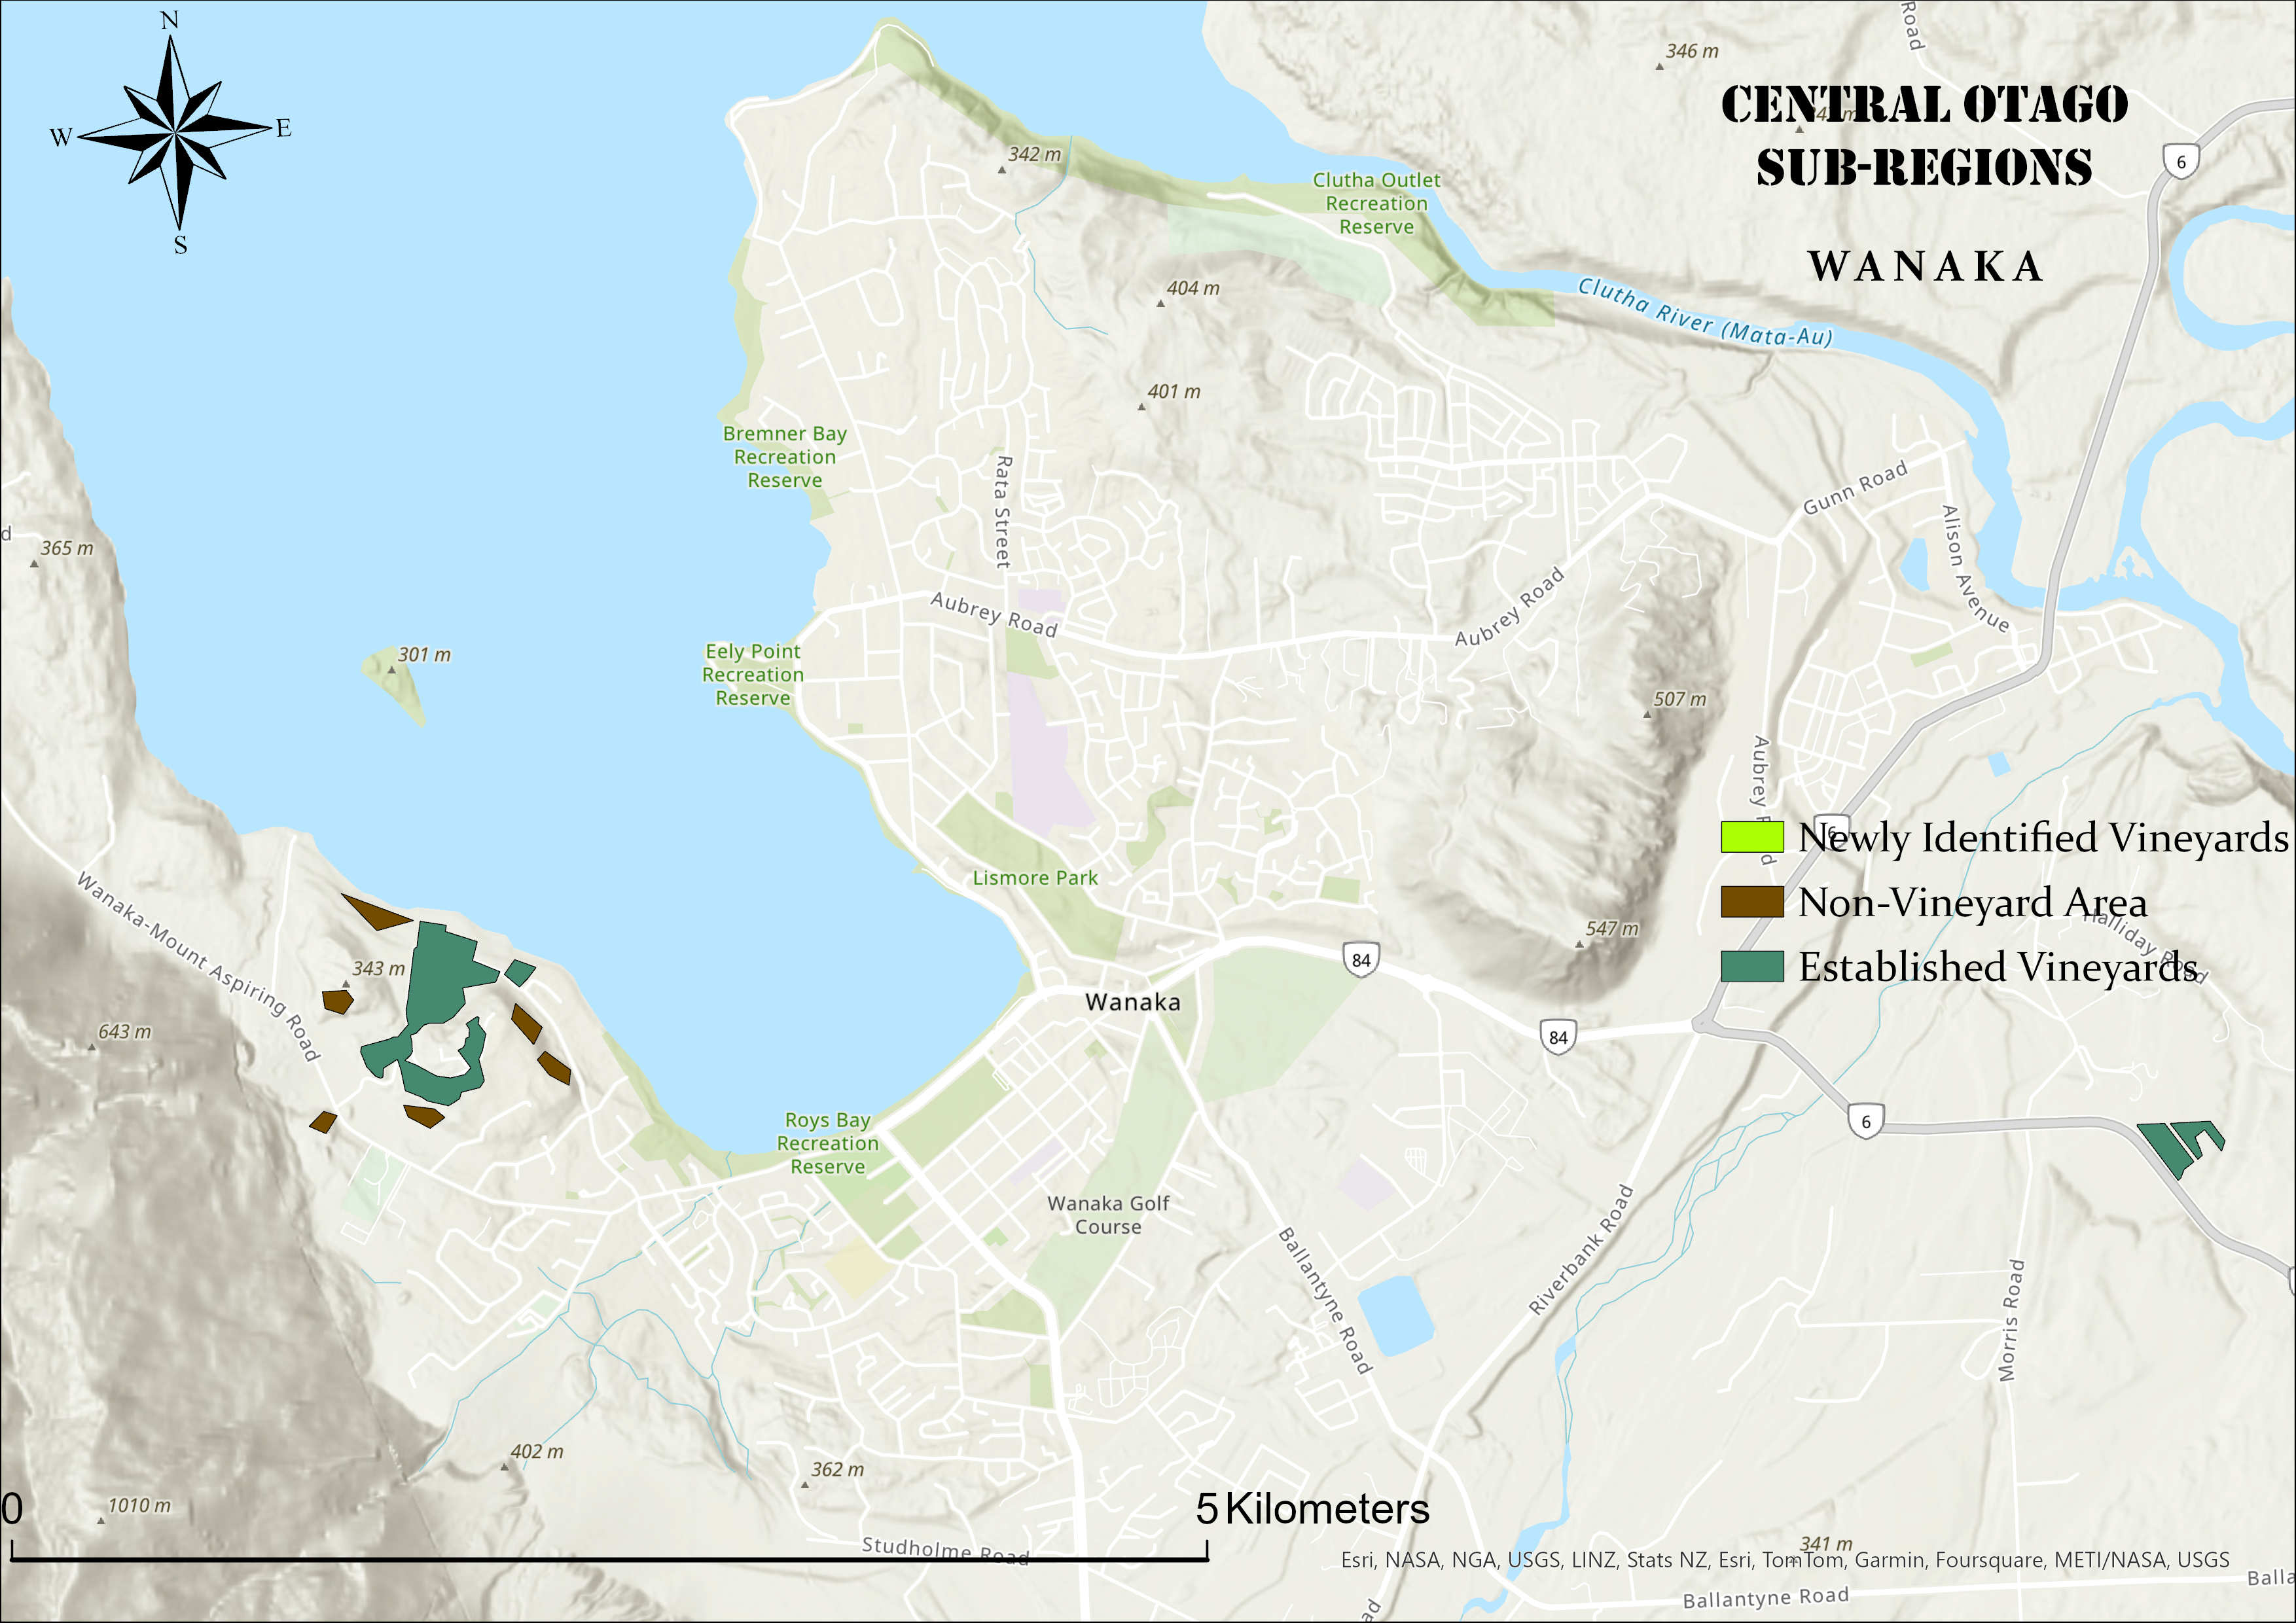 N
W
E
S
CENTRAL OTAGO
SUB-REGIONS
WANAKA
346 m
Road
6
342 m
Clutha Outlet
Recreation
Reserve
404 m
Clutha River (Mata-Au)
401 m
Bremner Bay
Recreation
Reserve
Rata Street
Gunn Road
Alison Avenue
365 m
d
Aubrey Road
Aubrey Road
301 m
Eely Point
Recreation
Reserve
507 m
Aubrey
6
Newly Identified Vineyards
Non-Vineyard Area
Established Vineyards
Halliday Road
Lismore Park
Wanaka-Mount Aspiring Road
343 m
547 m
84
Wanaka
84
643 m
6
Roys Bay
Recreation
Reserve
Wanaka Golf
Course
Ballantyne Road
Riverbank Road
Morris Road
402 m
362 m
1010 m
0
5 Kilometers
Studholme Road
341 m
Esri, NASA, NGA, USGS, LINZ, Stats NZ, Esri, TomTom, Garmin, Foursquare, METI/NASA, USGS
Ballantyne Road
Balla
ad